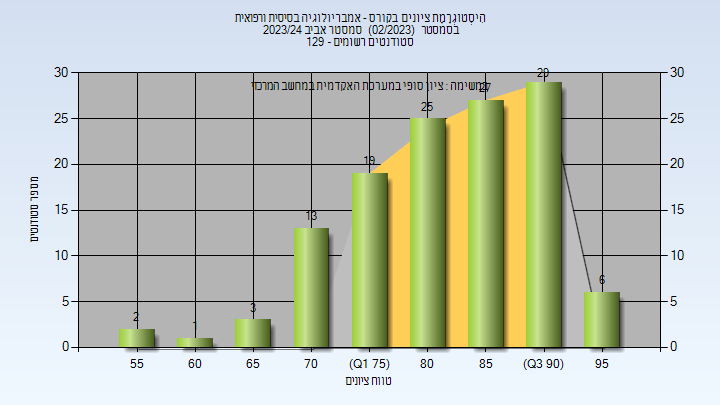 היסטוגרמת ציונים בקורס - אמבריולוגיה בסיסית ורפואית
בסמסטר (02/2023) סמסטר אביב 2023/24
סטודנטים רשומים - 129
משימה : ציון סופי במערכת האקדמית במחשב המרכזי
מספר סטודנטים
30 30
25 25
20 20
15 15
10 10
5 5
0 0
2 1 3 13 19 25 27 29 6
55 60 65 70 (Q1 75) 80 85 (Q3 90) 95
טווח ציונים